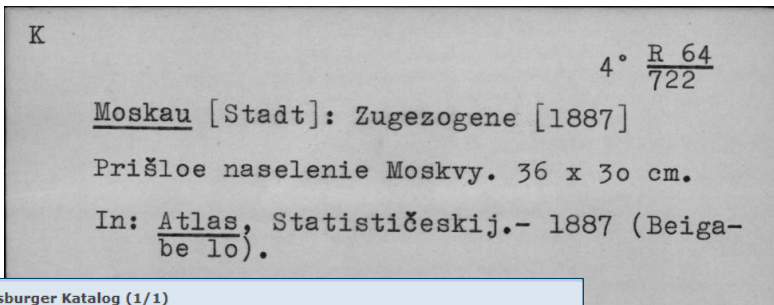 K
4° R 64
722
Moskau [Stadt]: Zugezogene [1887]
Prišloe naselenie Moskvy. 36 x 3o cm.
In: Atlas, Statističeskij.- 1887 (Beiga-
be lo).
sburger Katalog (1/1)